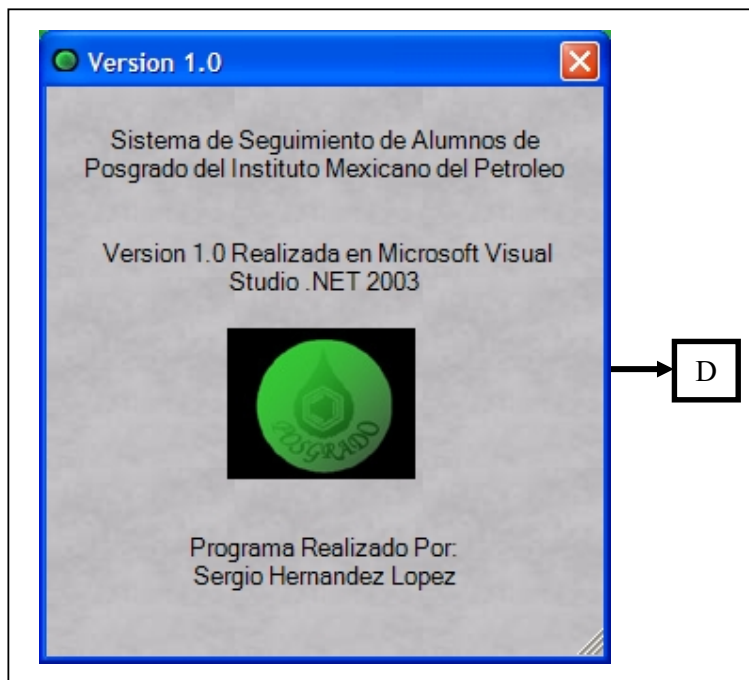 Version 1.0
Sistema de Seguimiento de Alumnos de
Posgrado del Instituto Mexicano del Petroleo
Version 1.0 Realizada en Microsoft Visual
Studio .NET 2003
POSGRADO
D
Programa Realizado Por:
Sergio Hernandez Lopez